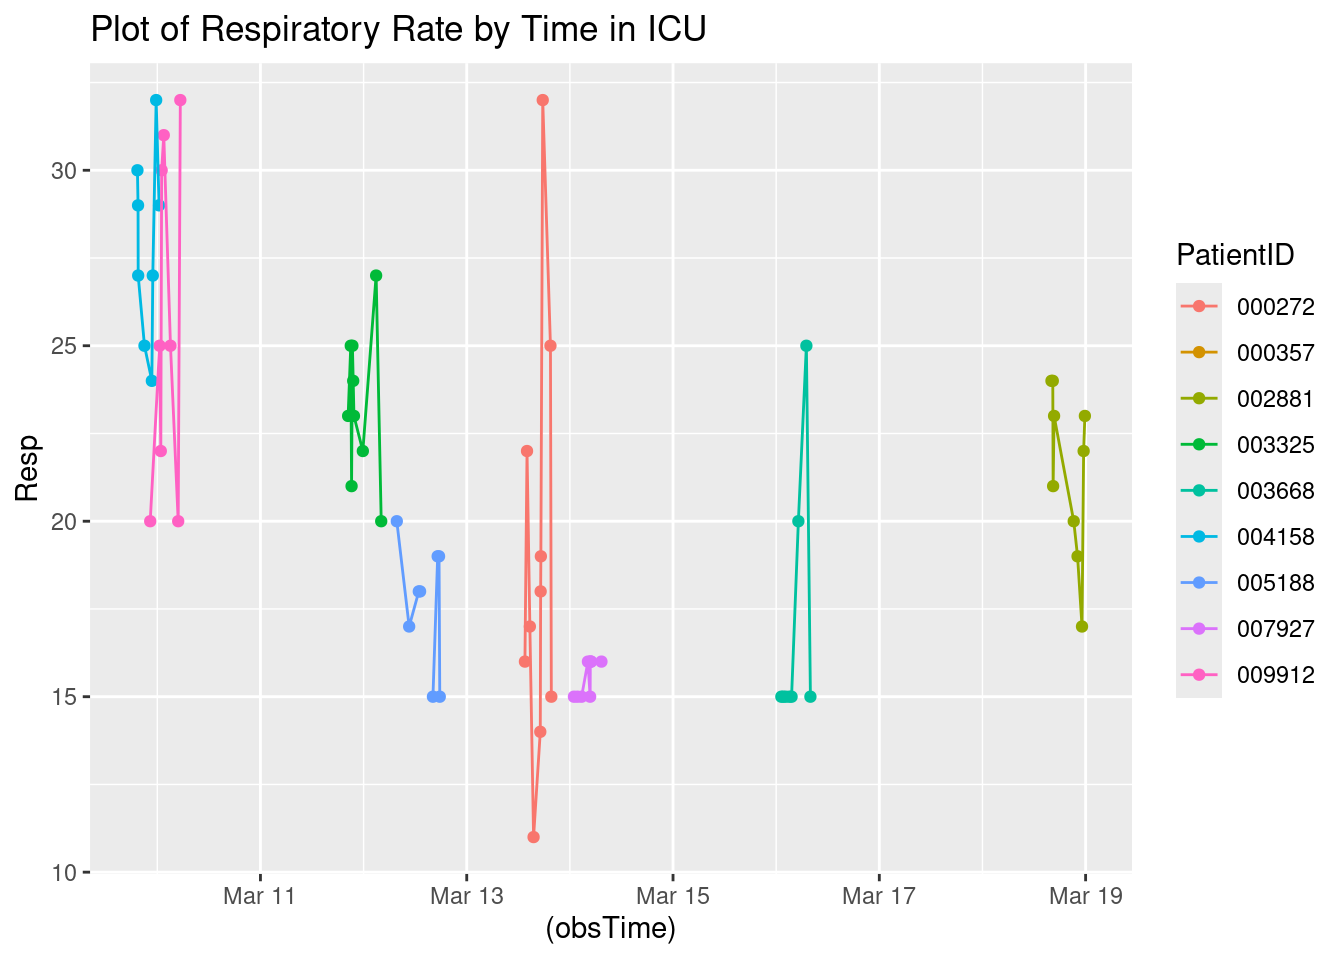 Plot of Respiratory Rate by Time in ICU
Resp
30
25
20
15
10
Mar 11
Mar 13
Mar 15
Mar 17
Mar 19
(obsTime)
PatientID
000272
000357
002881
003325
003668
004158
005188
007927
009912